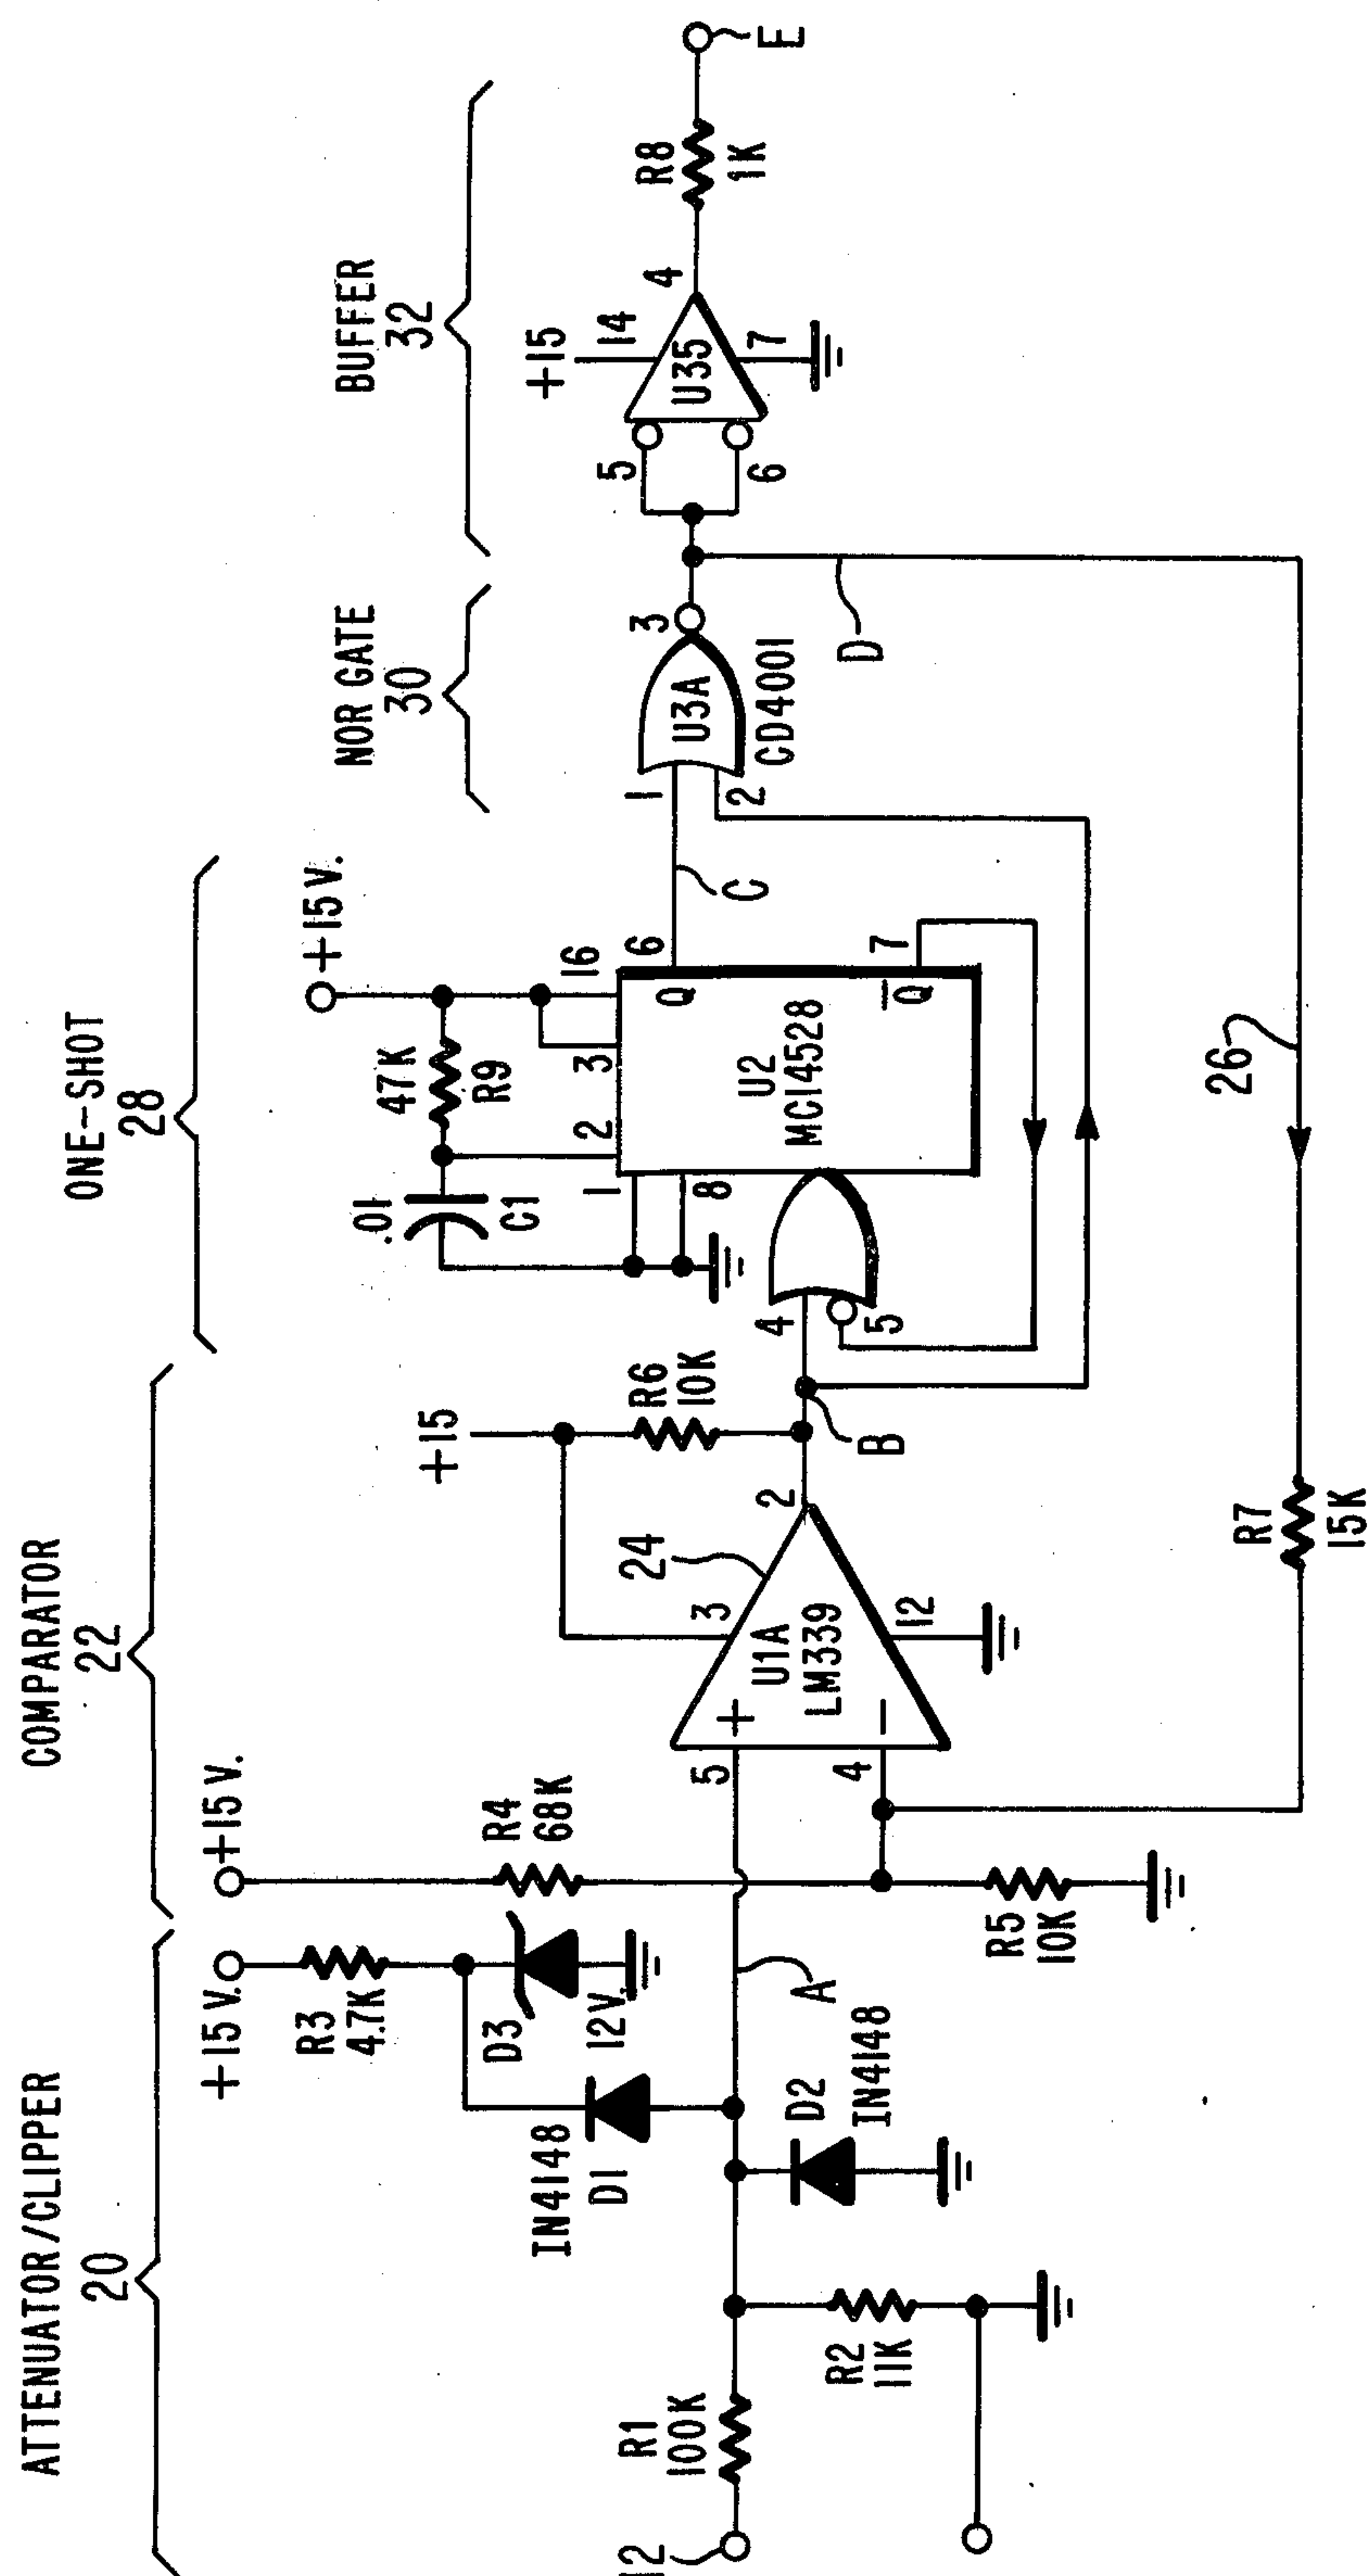 ATTENUATOR/CLIPPER
20
COMPARATOR
22
ONE-SHOT
28
NOR GATE
30
BUFFER
32
+15V.
R3
4.7K
D3
12V.
IN4148
D1
D2
IN4148
R1
100K
R2
11K
12
A
+15V.
R4
68K
R5
10K
5
+
4
−
U1A
LM339
3
12
24
2
+15
R6
10K
B
.01
C1
47K
R9
+15V.
1
8
2
3
16
4
5
U2
MC14528
Q
6
Q̅
7
C
1
2
U3A
CD4001
3
D
5
6
+15
14
U35
7
4
R8
1K
E
26
R7
15K